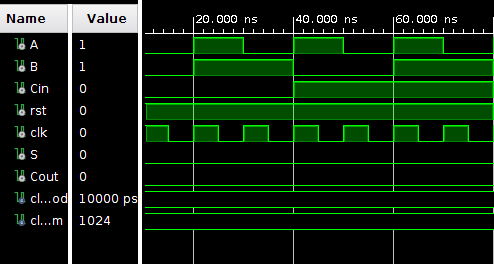 Name Value
20.000 ns 40.000 ns 60.000 ns
A 1
B 1
Cin 0
rst 0
clk 0
S 0
Cout 0
cl...od 10000 ps
cl...m 1024